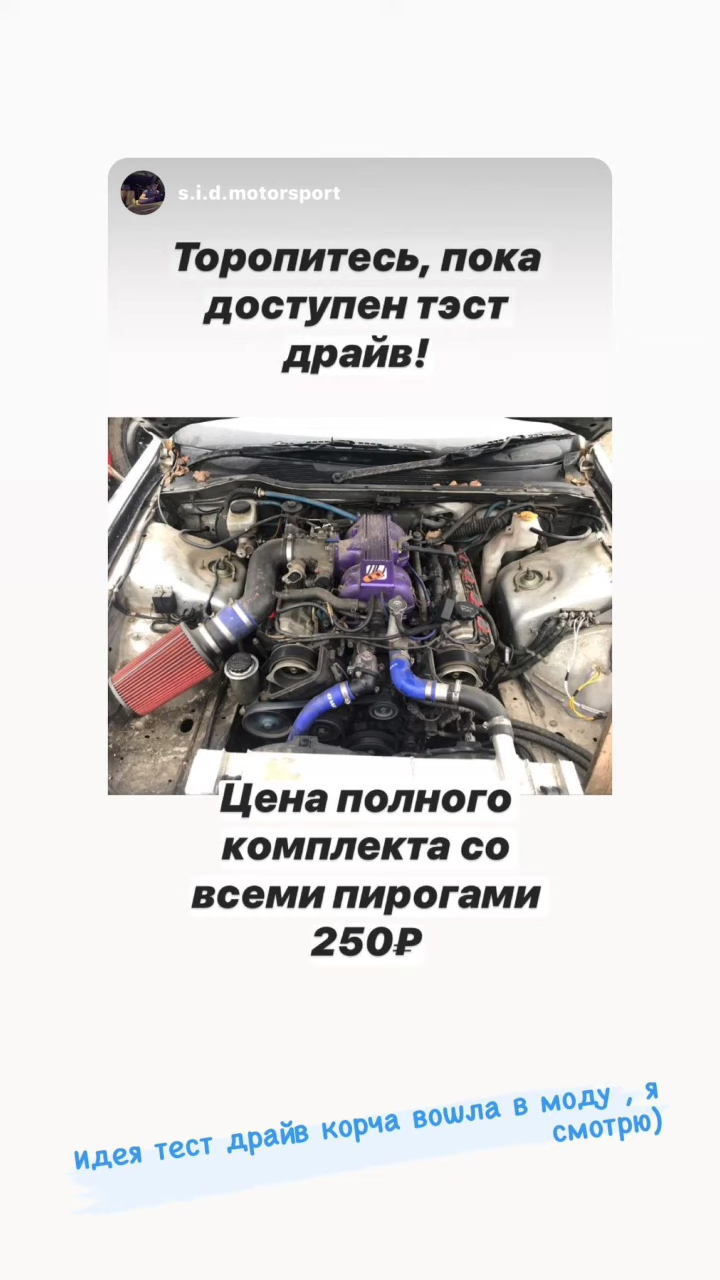 s.i.d.motorsport
Торопитесь, пока
доступен тэст
драйв!
Цена полного
комплекта со
всеми пирогами
250₽
идея тест драйв корча вошла в моду , я
смотрю)